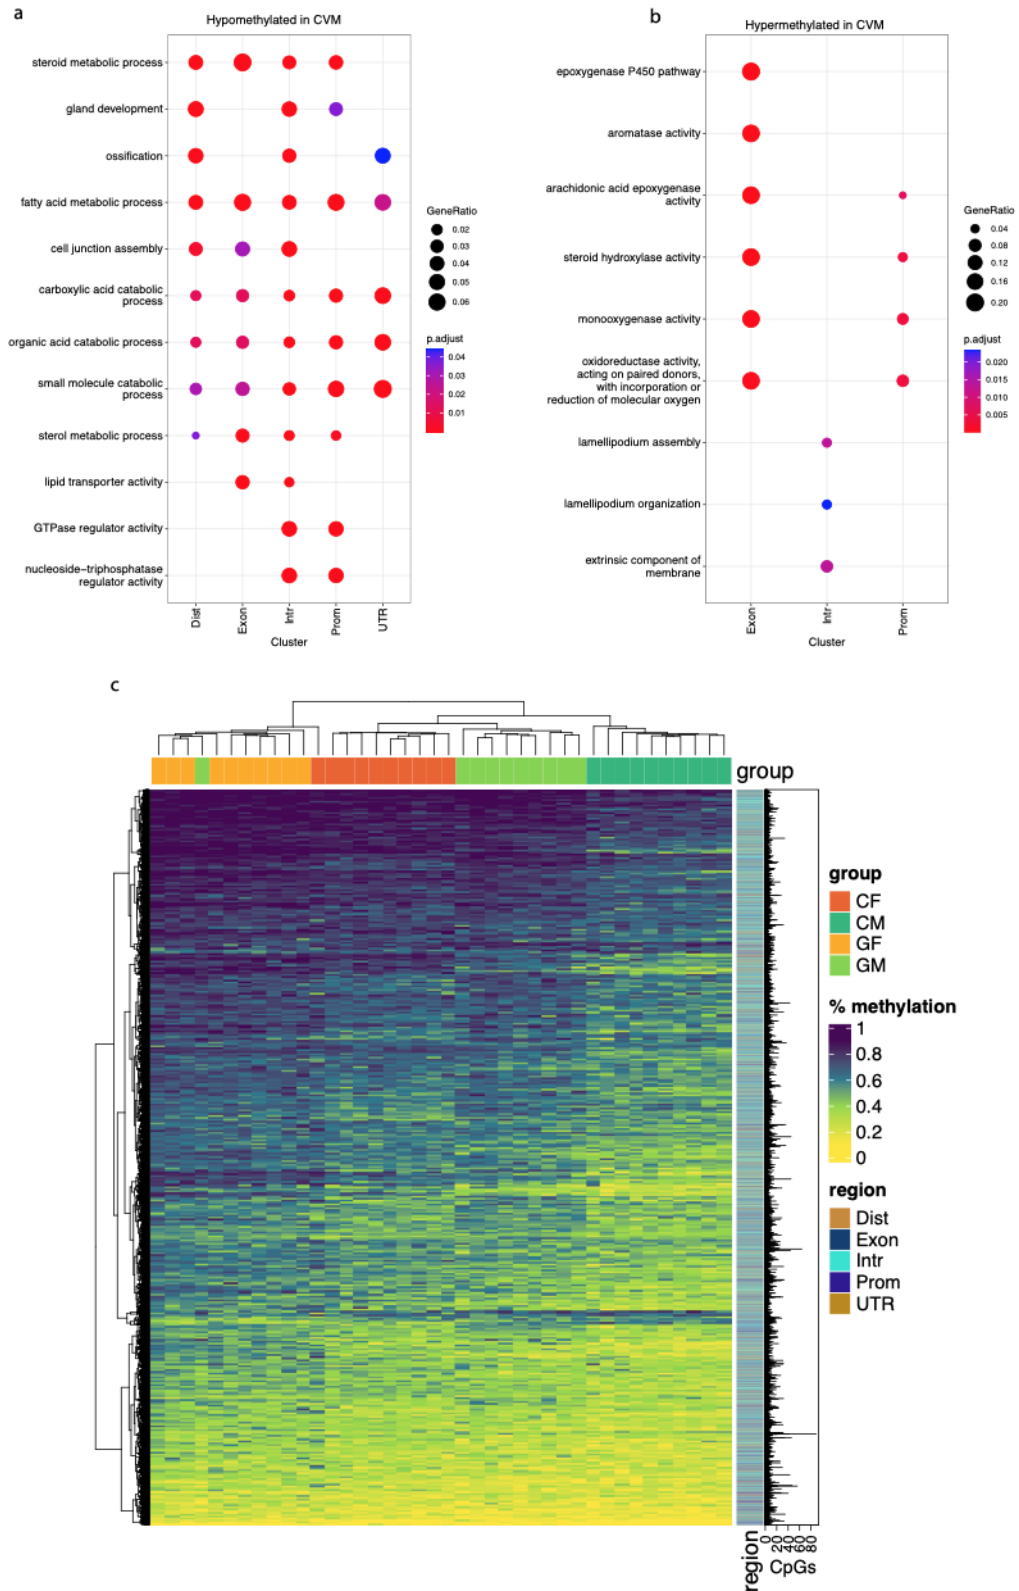 a
Hypomethylated in CVM
steroid metabolic process
gland development
ossification
fatty acid metabolic process
cell junction assembly
carboxylic acid catabolic
process
organic acid catabolic process
small molecule catabolic
process
sterol metabolic process
lipid transporter activity
GTPase regulator activity
nucleoside−triphosphatase
regulator activity
Dist
Exon
Intr
Prom
UTR
Cluster
GeneRatio
0.02
0.03
0.04
0.05
0.06
p.adjust
0.04
0.03
0.02
0.01
b
Hypermethylated in CVM
epoxygenase P450 pathway
aromatase activity
arachidonic acid epoxygenase
activity
steroid hydroxylase activity
monooxygenase activity
oxidoreductase activity,
acting on paired donors,
with incorporation or
reduction of molecular oxygen
lamellipodium assembly
lamellipodium organization
extrinsic component of
membrane
Exon
Intr
Prom
Cluster
GeneRatio
0.04
0.08
0.12
0.16
0.20
p.adjust
0.020
0.015
0.010
0.005
c
group
group
CF
CM
GF
GM
% methylation
1
0.8
0.6
0.4
0.2
0
region
Dist
Exon
Intr
Prom
UTR
region
0
20
40
60
80
CpGs